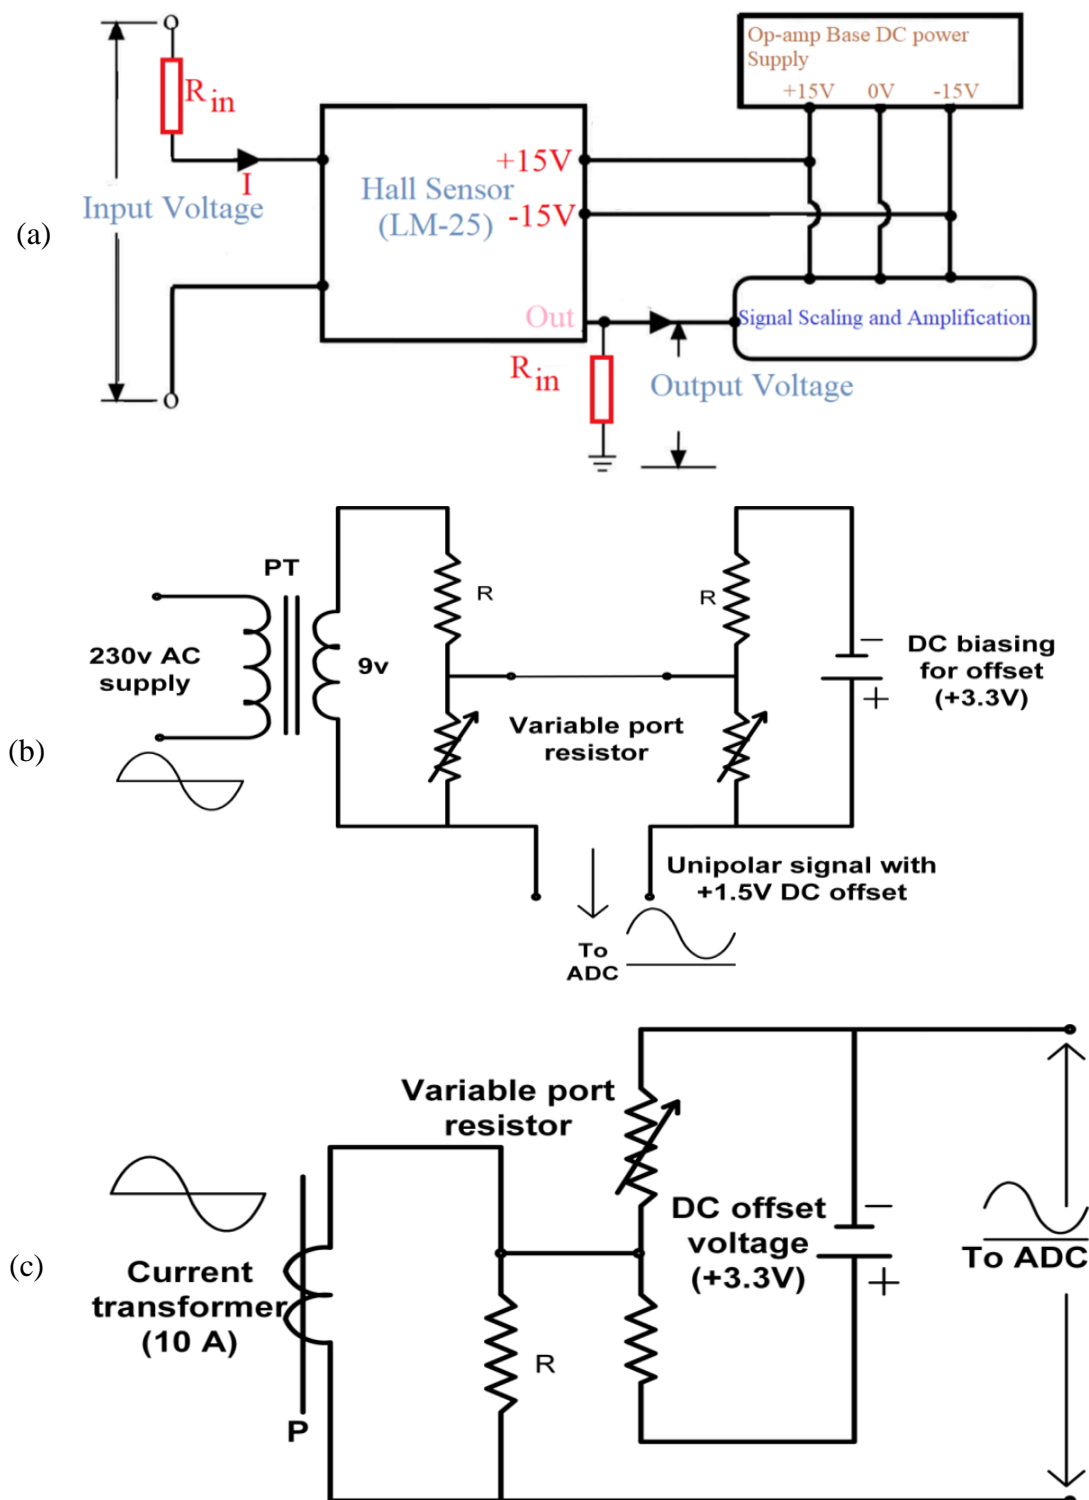 (a)
Op-amp Base DC power
Supply
+15V 0V -15V
Rin
I
Input Voltage
Hall Sensor
(LM-25)
+15V
-15V
Out
Rin
Signal Scaling and Amplification
Output Voltage
(b)
PT
230v AC
supply
9v
R
R
Variable port
resistor
DC biasing
for offset
(+3.3V)
−
+
Unipolar signal with
+1.5V DC offset
To
ADC
(c)
Variable port
resistor
Current
transformer
(10 A)
P
R
DC offset
voltage
(+3.3V)
−
+
To ADC